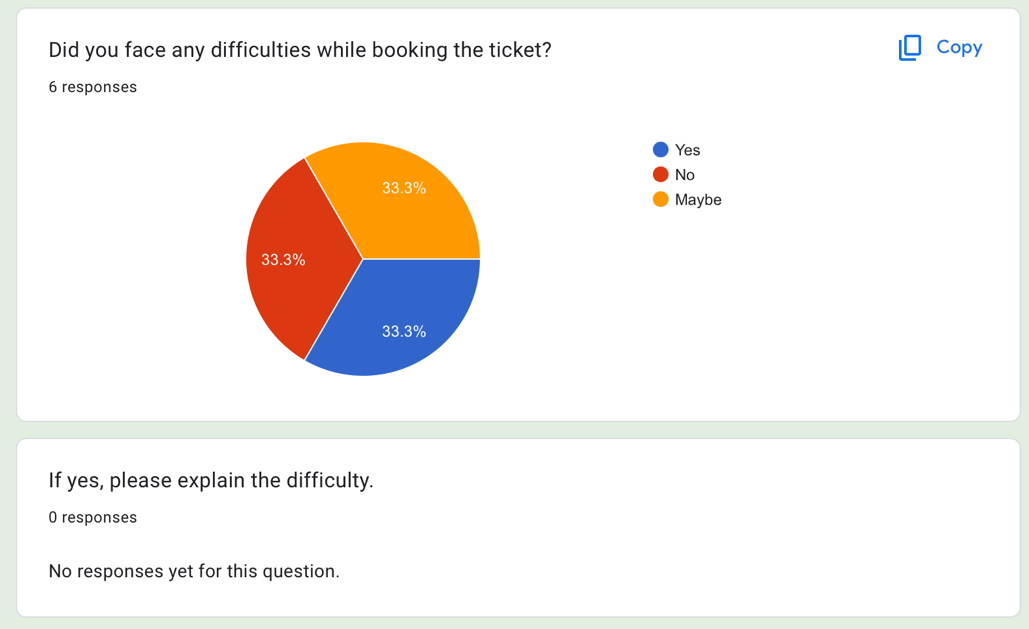 Did you face any difficulties while booking the ticket?
Copy
6 responses
Yes
No
Maybe
33.3%
33.3%
33.3%
If yes, please explain the difficulty.
0 responses
No responses yet for this question.